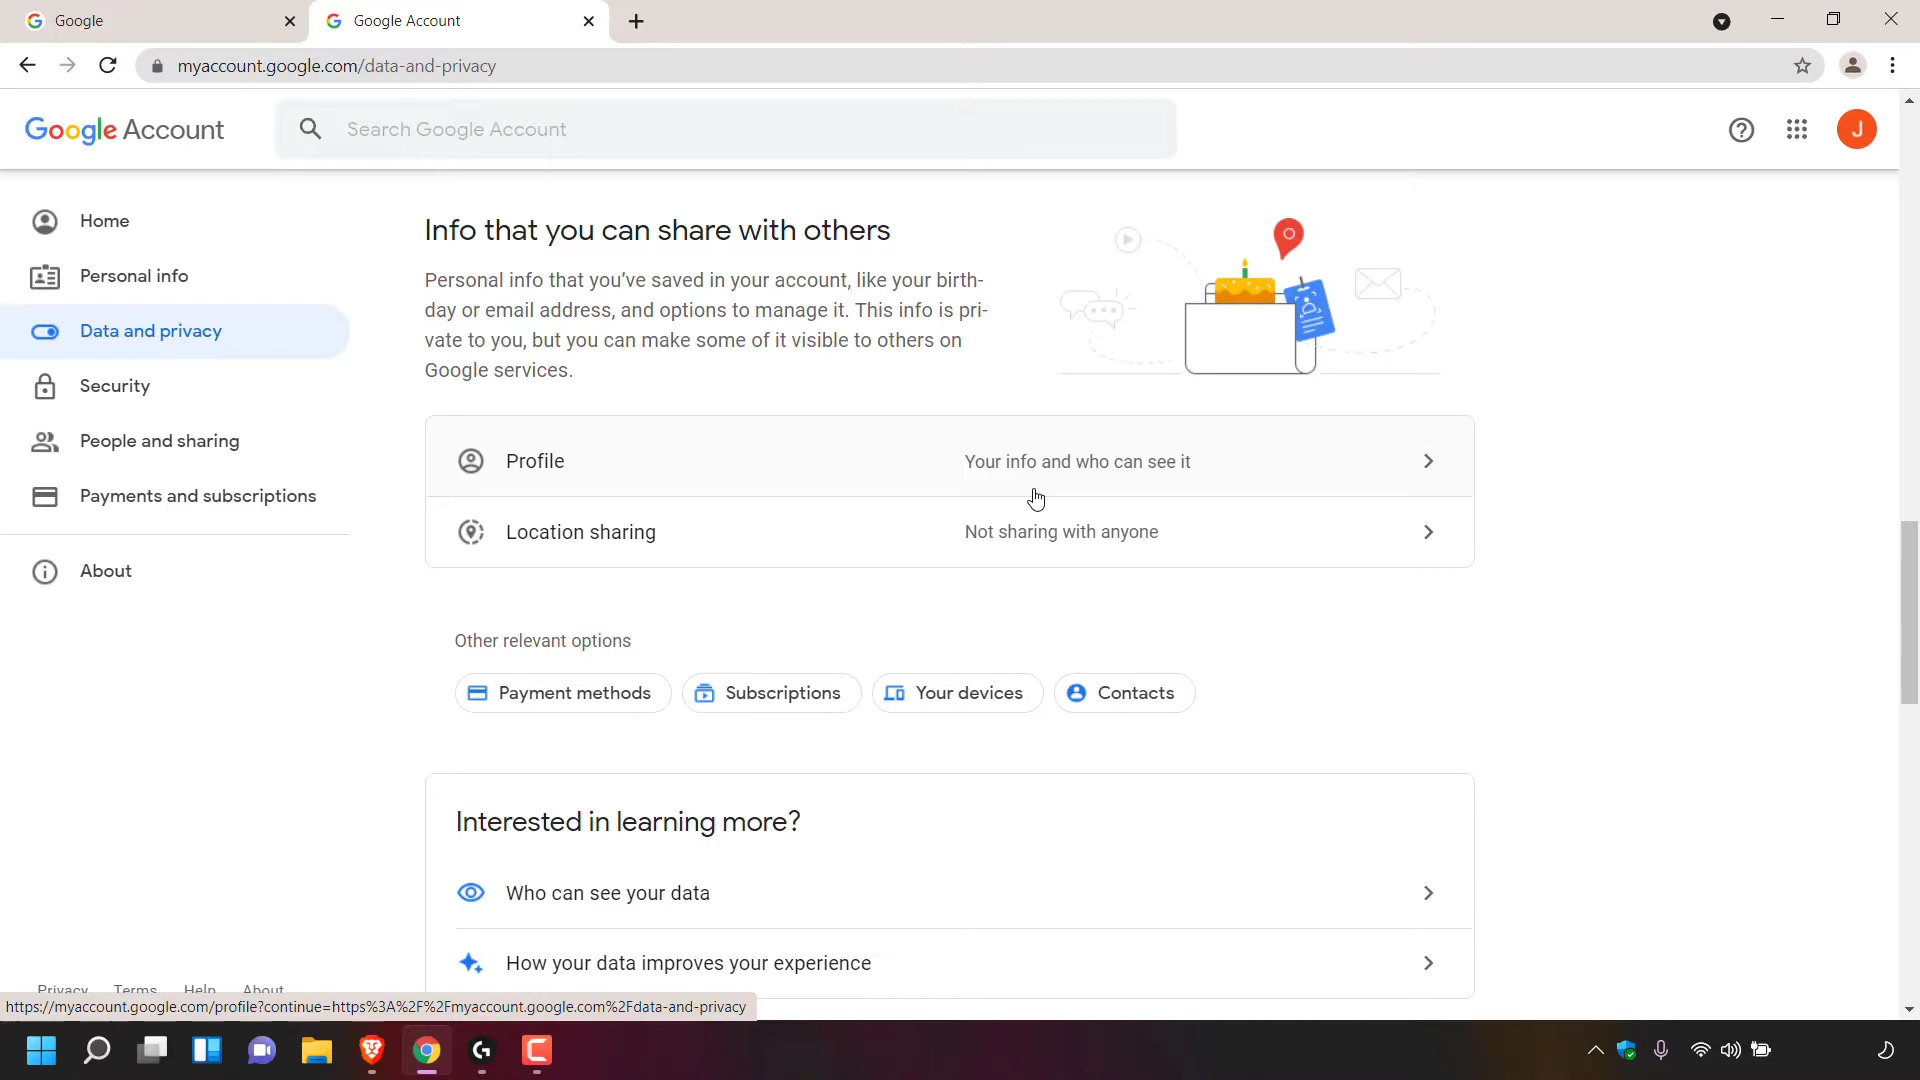 Google
Google Account
myaccount.google.com/data-and-privacy
Google Account
Search Google Account
J
Home
Personal info
Data and privacy
Security
People and sharing
Payments and subscriptions
About
Info that you can share with others
Personal info that you've saved in your account, like your birth-
day or email address, and options to manage it. This info is pri-
vate to you, but you can make some of it visible to others on
Google services.
Profile
Your info and who can see it
Location sharing
Not sharing with anyone
Other relevant options
Payment methods
Subscriptions
Your devices
Contacts
Interested in learning more?
Who can see your data
How your data improves your experience
Privacy Terms Help About
https://myaccount.google.com/profile?continue=https%3A%2F%2Fmyaccount.google.com%2Fdata-and-privacy